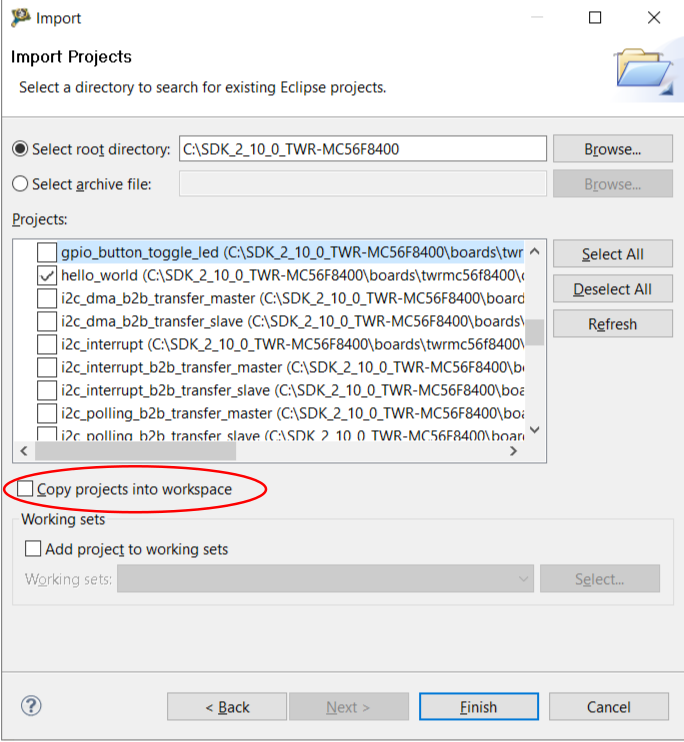 Import
Import Projects
Select a directory to search for existing Eclipse projects.
Select root directory: C:\SDK_2_10_0_TWR-MC56F8400 Browse...
Select archive file: Browse...
Projects:
gpio_button_toggle_led (C:\SDK_2_10_0_TWR-MC56F8400\boards\twr Select All
hello_world (C:\SDK_2_10_0_TWR-MC56F8400\boards\twrmc56f8400\
i2c_dma_b2b_transfer_master (C:\SDK_2_10_0_TWR-MC56F8400\board Deselect All
i2c_dma_b2b_transfer_slave (C:\SDK_2_10_0_TWR-MC56F8400\boards\ Refresh
i2c_interrupt (C:\SDK_2_10_0_TWR-MC56F8400\boards\twrmc56f8400\
i2c_interrupt_b2b_transfer_master (C:\SDK_2_10_0_TWR-MC56F8400\b
i2c_interrupt_b2b_transfer_slave (C:\SDK_2_10_0_TWR-MC56F8400\boa
i2c_polling_b2b_transfer_master (C:\SDK_2_10_0_TWR-MC56F8400\boa
i2c_polling_b2b_transfer_slave (C:\SDK_2_10_0_TWR-MC56F8400\board
Copy projects into workspace
Working sets
Add project to working sets
Working sets: Select...
? < Back Next > Finish Cancel